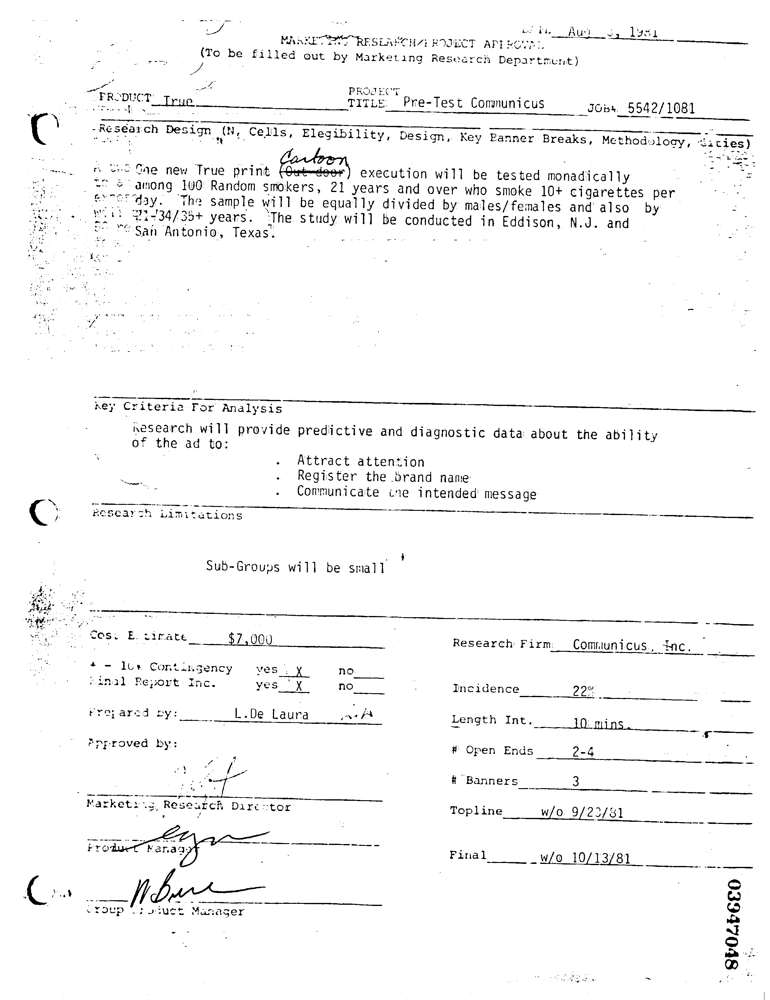 Aug 1981
MARKETING RESEARCH/PROJECT APPROVAL
(To be filled out by Marketing Research Department)
PRODUCT True
PROJECT
TITLE Pre-Test Communicus JOB# 5542/1081
Research Design (N, Cells, Elegibility, Design, Key Banner Breaks, Methodology, Cities)
Cartoon
One new True print (Out-door) execution will be tested monadically
among 100 Random smokers, 21 years and over who smoke 10+ cigarettes per
day. The sample will be equally divided by males/females and also by
21-34/35+ years. The study will be conducted in Eddison, N.J. and
San Antonio, Texas.
Key Criteria For Analysis
Research will provide predictive and diagnostic data about the ability
of the ad to:
. Attract attention
. Register the brand name
. Communicate the intended message
Research Limitations
Sub-Groups will be small
Cost Estimate $7,000
+ - 10% Contingency yes X no
Final Report Inc. yes X no
Prepared by: L.De Laura
Approved by:
Marketing Research Director
Product Manager
Group Product Manager
Research Firm Communicus, Inc.
Incidence 22%
Length Int. 10 mins.
# Open Ends 2-4
# Banners 3
Topline w/o 9/20/81
Final w/o 10/13/81
03947048